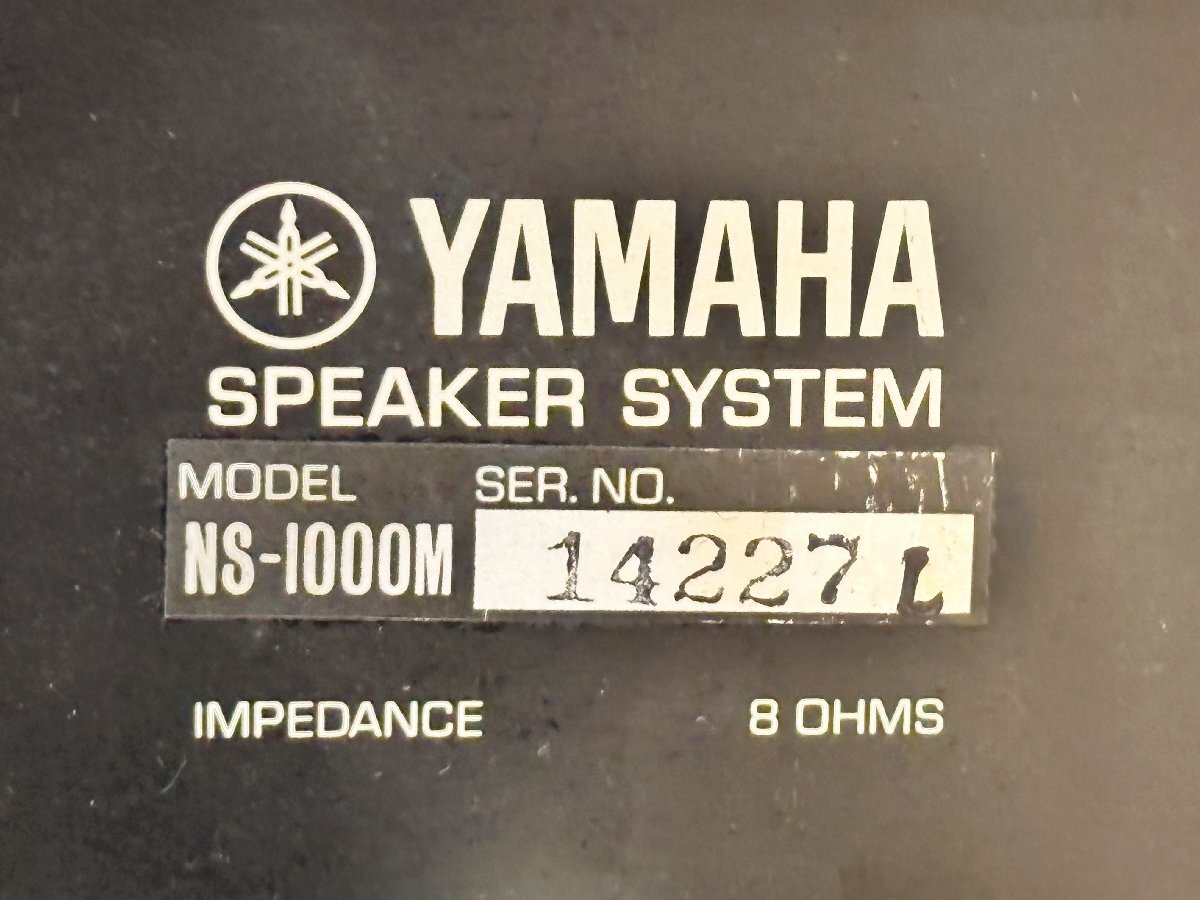 YAMAHA
SPEAKER SYSTEM
MODEL SER. NO.
NS-1000M 14227 L
IMPEDANCE 8 OHMS